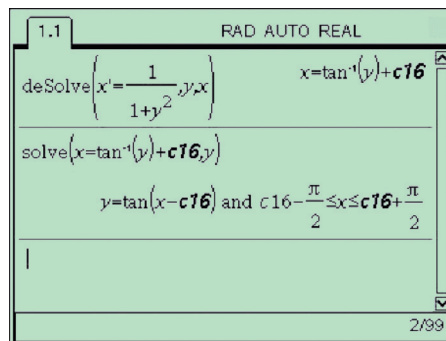 1.1 RAD AUTO REAL
deSolve(x'=1/(1+y²),y,x) x=tan⁻¹(y)+c16
solve(x=tan⁻¹(y)+c16,y)
y=tan(x−c16) and c16−π/2≤x≤c16+π/2
2/99